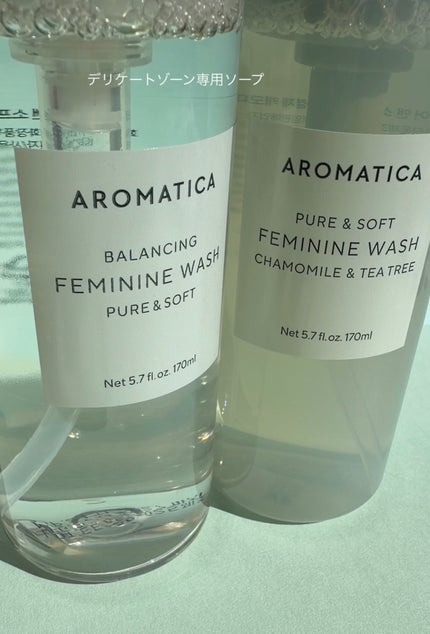 デリケートゾーン専用ソープ
AROMATICA
BALANCING
FEMININE WASH
PURE & SOFT
Net 5.7 fl.oz. 170ml
AROMATICA
PURE & SOFT
FEMININE WASH
CHAMOMILE & TEA TREE
Net 5.7 fl.oz. 170ml